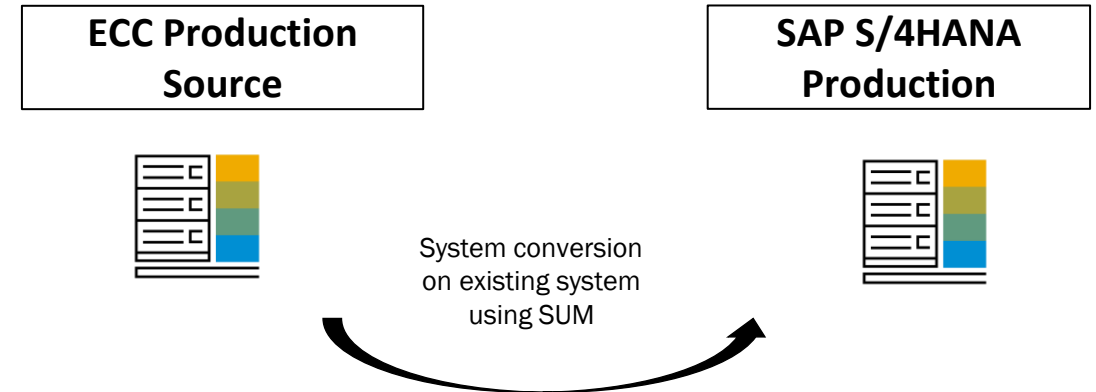 ECC Production
Source
SAP S/4HANA
Production
System conversion
on existing system
using SUM